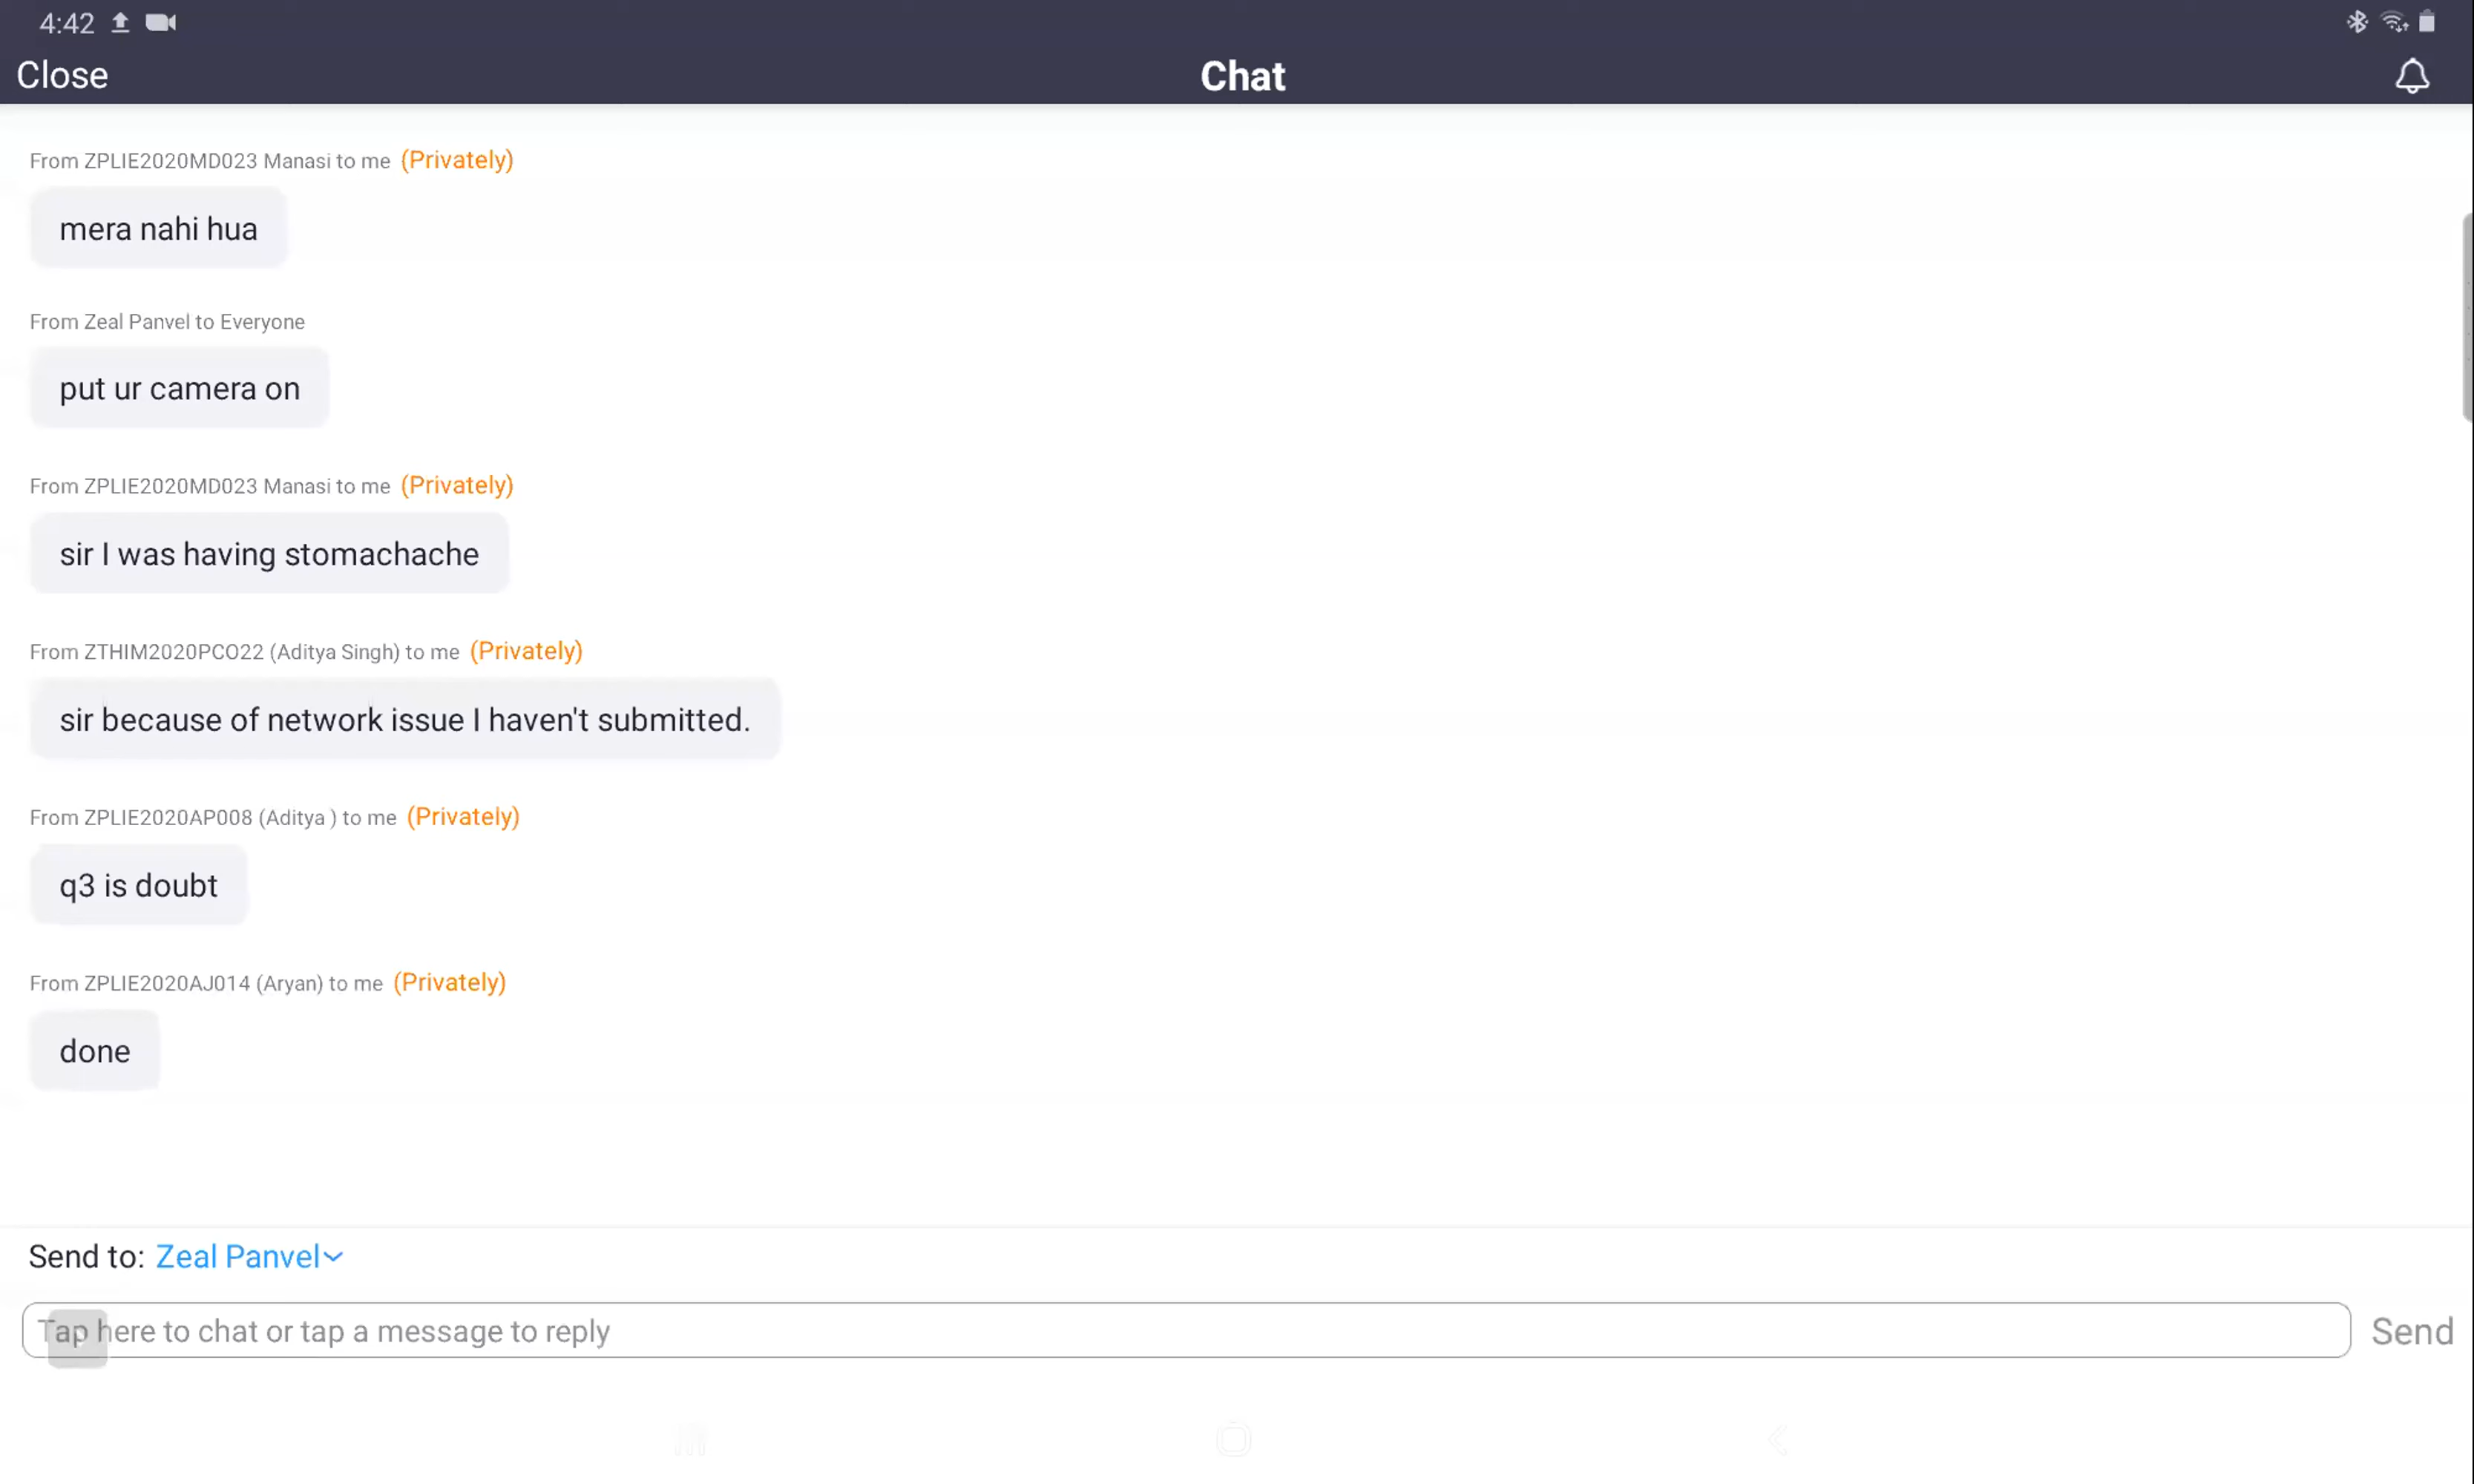 4:42
Close
Chat
From ZPLIE2020MD023 Manasi to me (Privately)
mera nahi hua
From Zeal Panvel to Everyone
put ur camera on
From ZPLIE2020MD023 Manasi to me (Privately)
sir I was having stomachache
From ZTHIM2020PCO22 (Aditya Singh) to me (Privately)
sir because of network issue I haven't submitted.
From ZPLIE2020AP008 (Aditya ) to me (Privately)
q3 is doubt
From ZPLIE2020AJ014 (Aryan) to me (Privately)
done
Send to: Zeal Panvel
Tap here to chat or tap a message to reply
Send